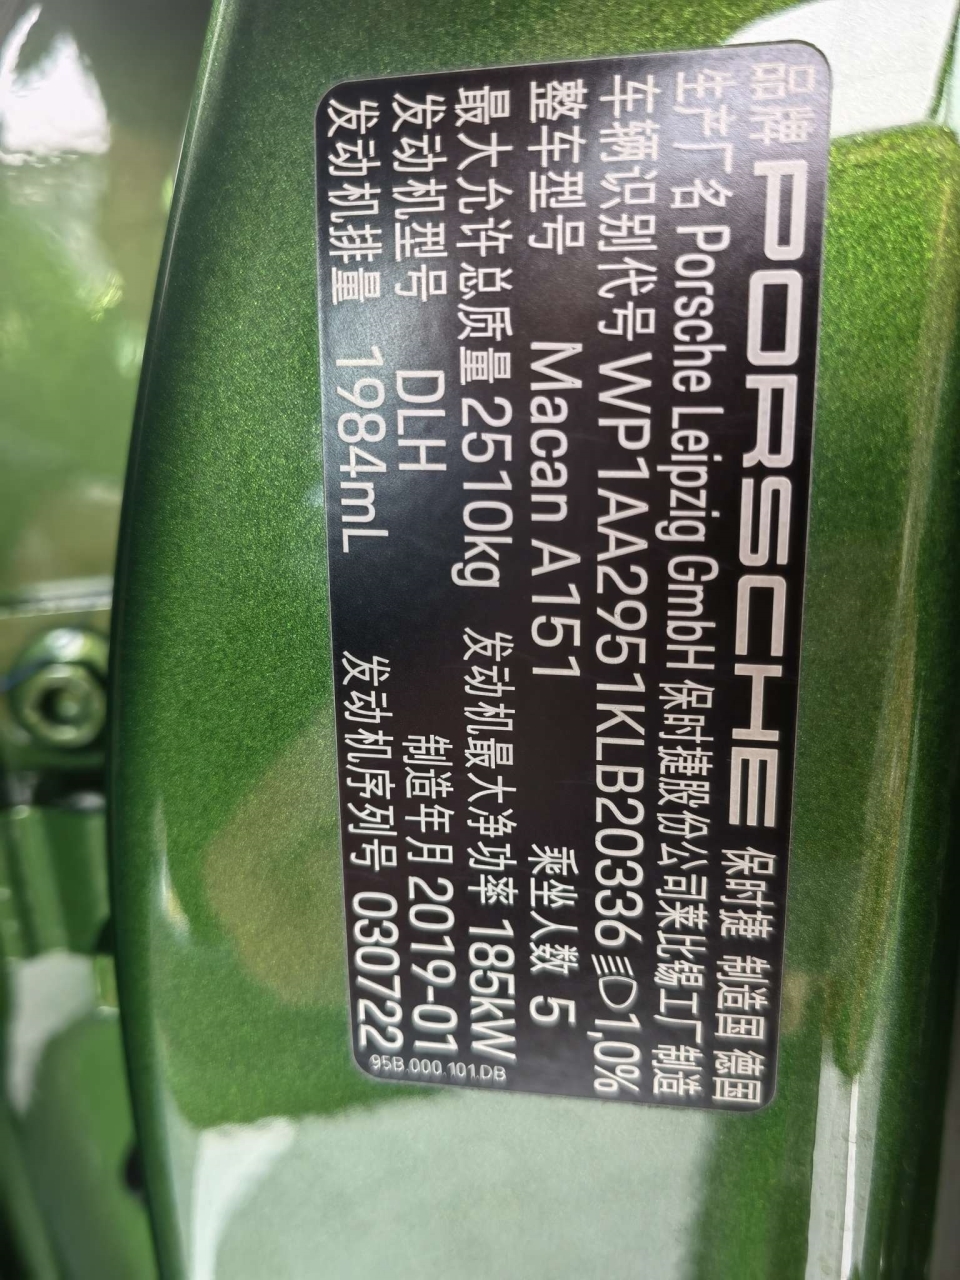 品牌 PORSCHE 保时捷 制造国 德国
生产厂名 Porsche Leipzig GmbH 保时捷股份公司莱比锡工厂制造
车辆识别代号 WP1AA2951KLB20336 1,0%
整车型号 Macan A151 乘坐人数 5
最大允许总质量 2510kg 发动机最大净功率 185kW
发动机型号 DLH 制造年月 2019-01
发动机排量 1984mL 发动机序列号 030722
95B.000.101.DB